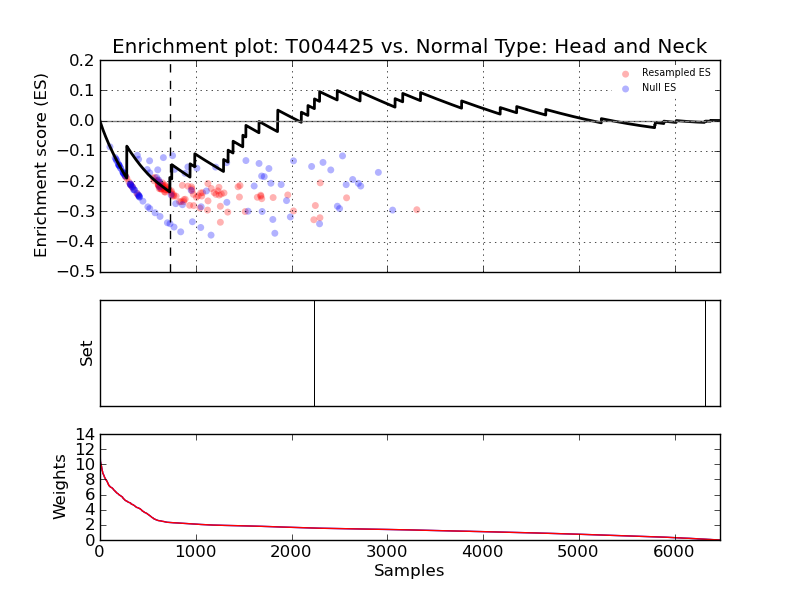 Enrichment plot: T004425 vs. Normal Type: Head and Neck
Enrichment score (ES)
0.2
0.1
0.0
−0.1
−0.2
−0.3
−0.4
−0.5
Resampled ES
Null ES
Set
Weights
14
12
10
8
6
4
2
0
0 1000 2000 3000 4000 5000 6000
Samples